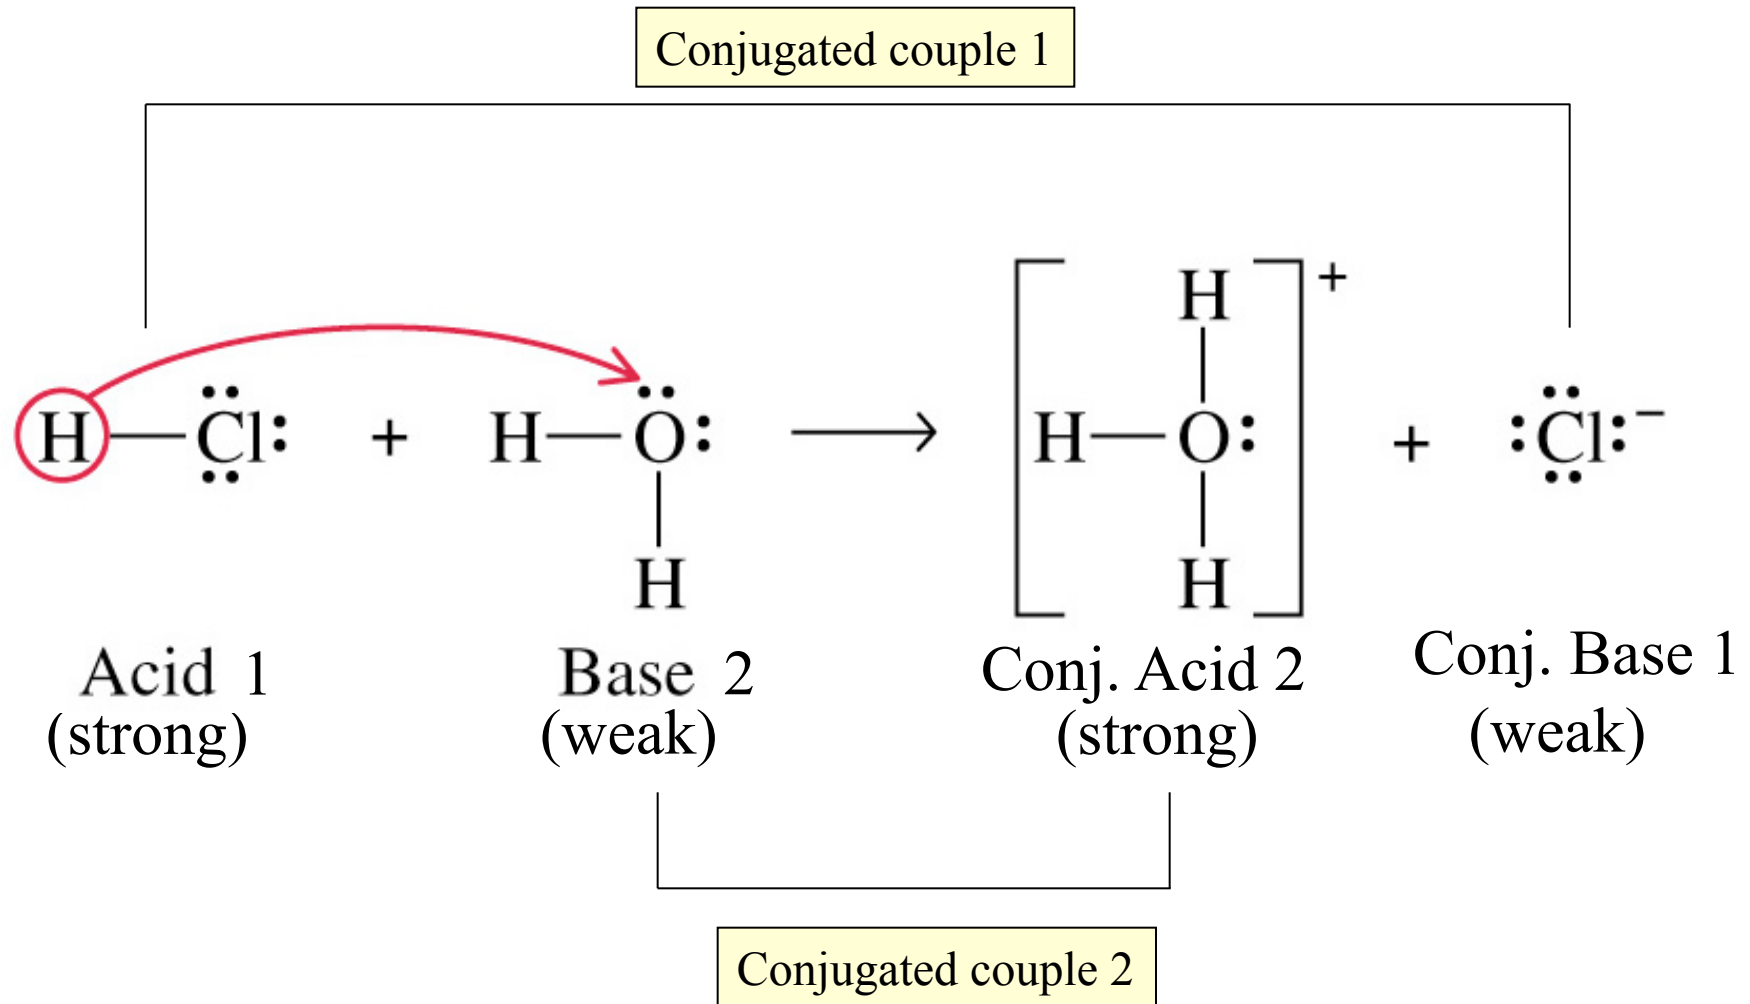 Conjugated couple 1
H
+
H—Cl: + H—O: → H—O: + :Cl:−
H H
Acid 1 Base 2 Conj. Acid 2 Conj. Base 1
(strong) (weak) (strong) (weak)
Conjugated couple 2